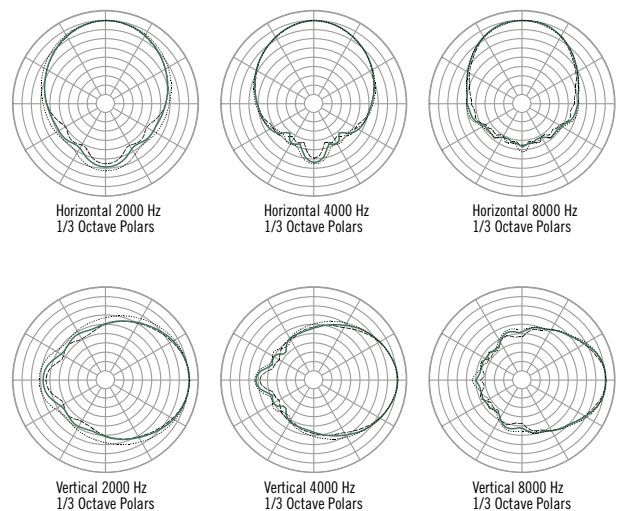 Horizontal 2000 Hz
1/3 Octave Polars
Horizontal 4000 Hz
1/3 Octave Polars
Horizontal 8000 Hz
1/3 Octave Polars
Vertical 2000 Hz
1/3 Octave Polars
Vertical 4000 Hz
1/3 Octave Polars
Vertical 8000 Hz
1/3 Octave Polars